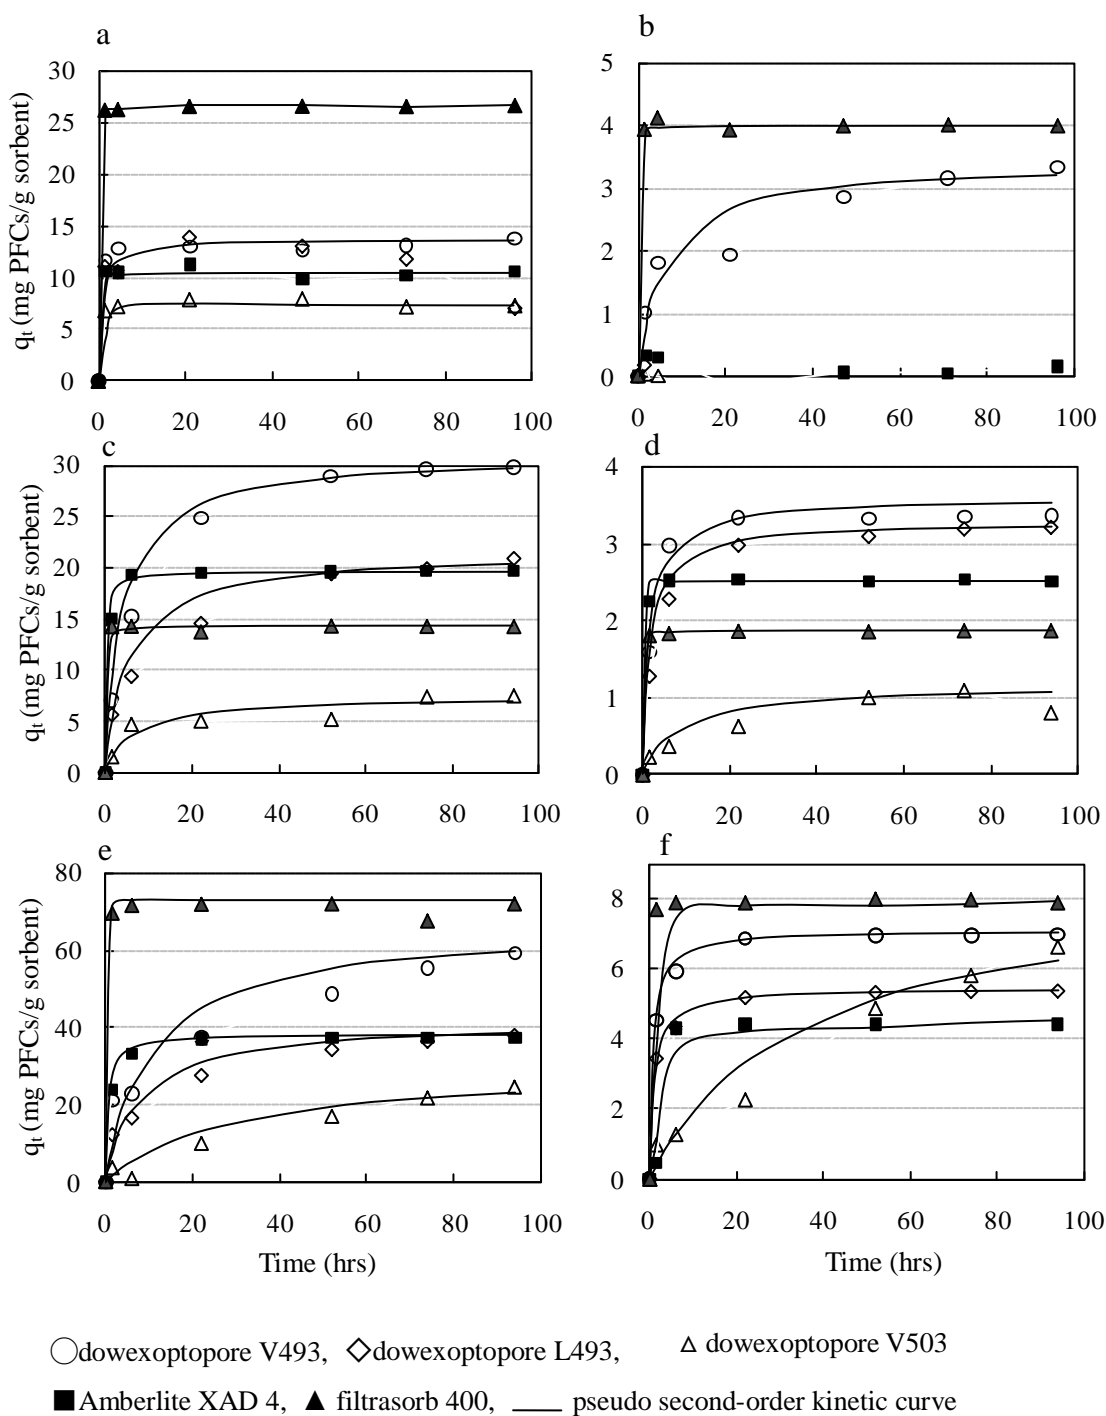 a
b
30
25
20
15
10
5
0
qt (mg PFCs/g sorbent)
0 20 40 60 80 100
5
4
3
2
1
0
0 20 40 60 80 100
c
d
30
25
20
15
10
5
0
qt (mg PFCs/g sorbent)
0 20 40 60 80 100
4
3
2
1
0
0 20 40 60 80 100
e
f
80
60
40
20
0
qt (mg PFCs/g sorbent)
0 20 40 60 80 100
Time (hrs)
8
6
4
2
0
0 20 40 60 80 100
Time (hrs)
dowexoptopore V493, dowexoptopore L493, dowexoptopore V503
Amberlite XAD 4, filtrasorb 400, pseudo second-order kinetic curve